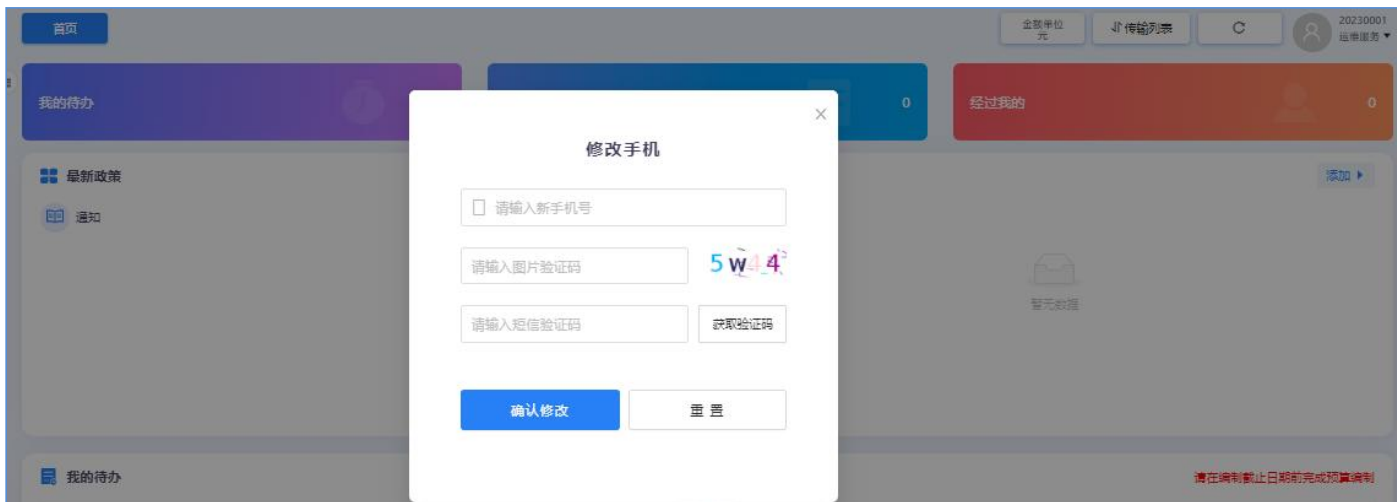 首页
金额单位
元
传输列表
20230001
运维服务
我的待办
0
经过我的
0
修改手机
最新政策
添加
请输入新手机号
通知
请输入图片验证码
5w44
暂无数据
请输入短信验证码
获取验证码
确认修改
重置
我的待办
请在编制截止日期前完成预算编制